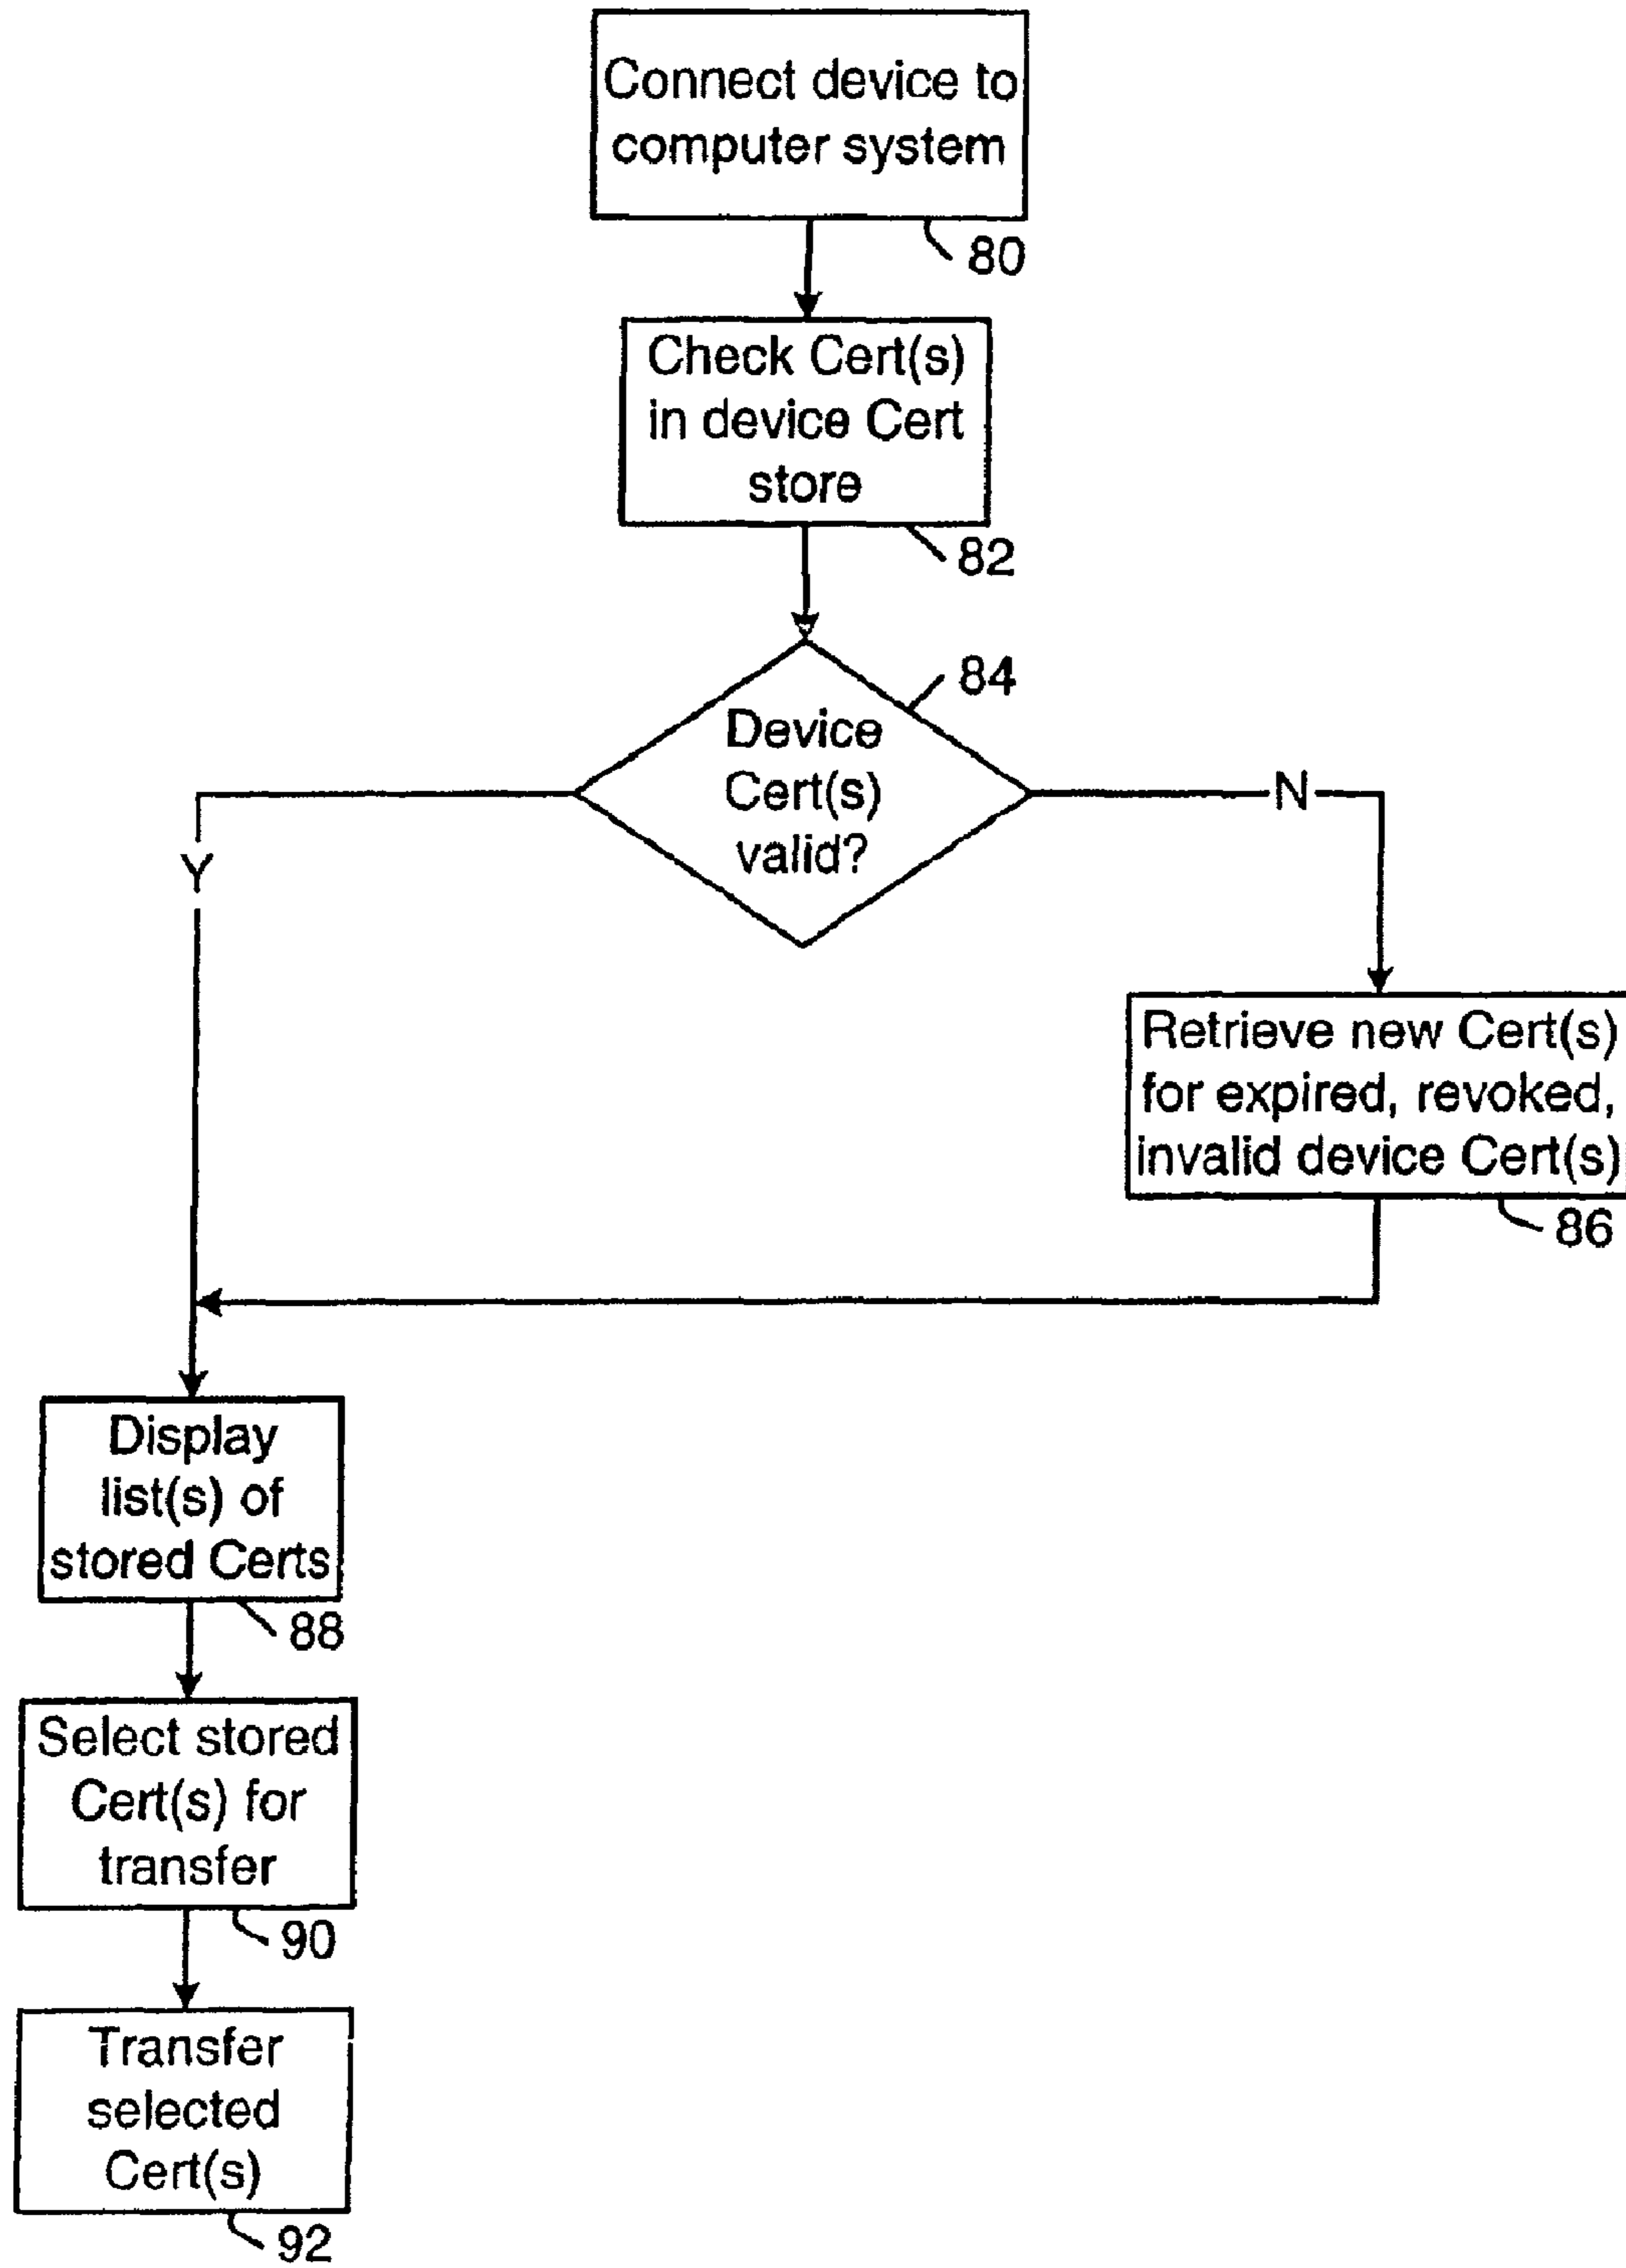 Connect device to
computer system
80
Check Cert(s)
in device Cert
store
82
84
Device
Cert(s)
valid?
Y
N
Retrieve new Cert(s)
for expired, revoked,
invalid device Cert(s)
86
Display
list(s) of
stored Certs
88
Select stored
Cert(s) for
transfer
90
Transfer
selected
Cert(s)
92